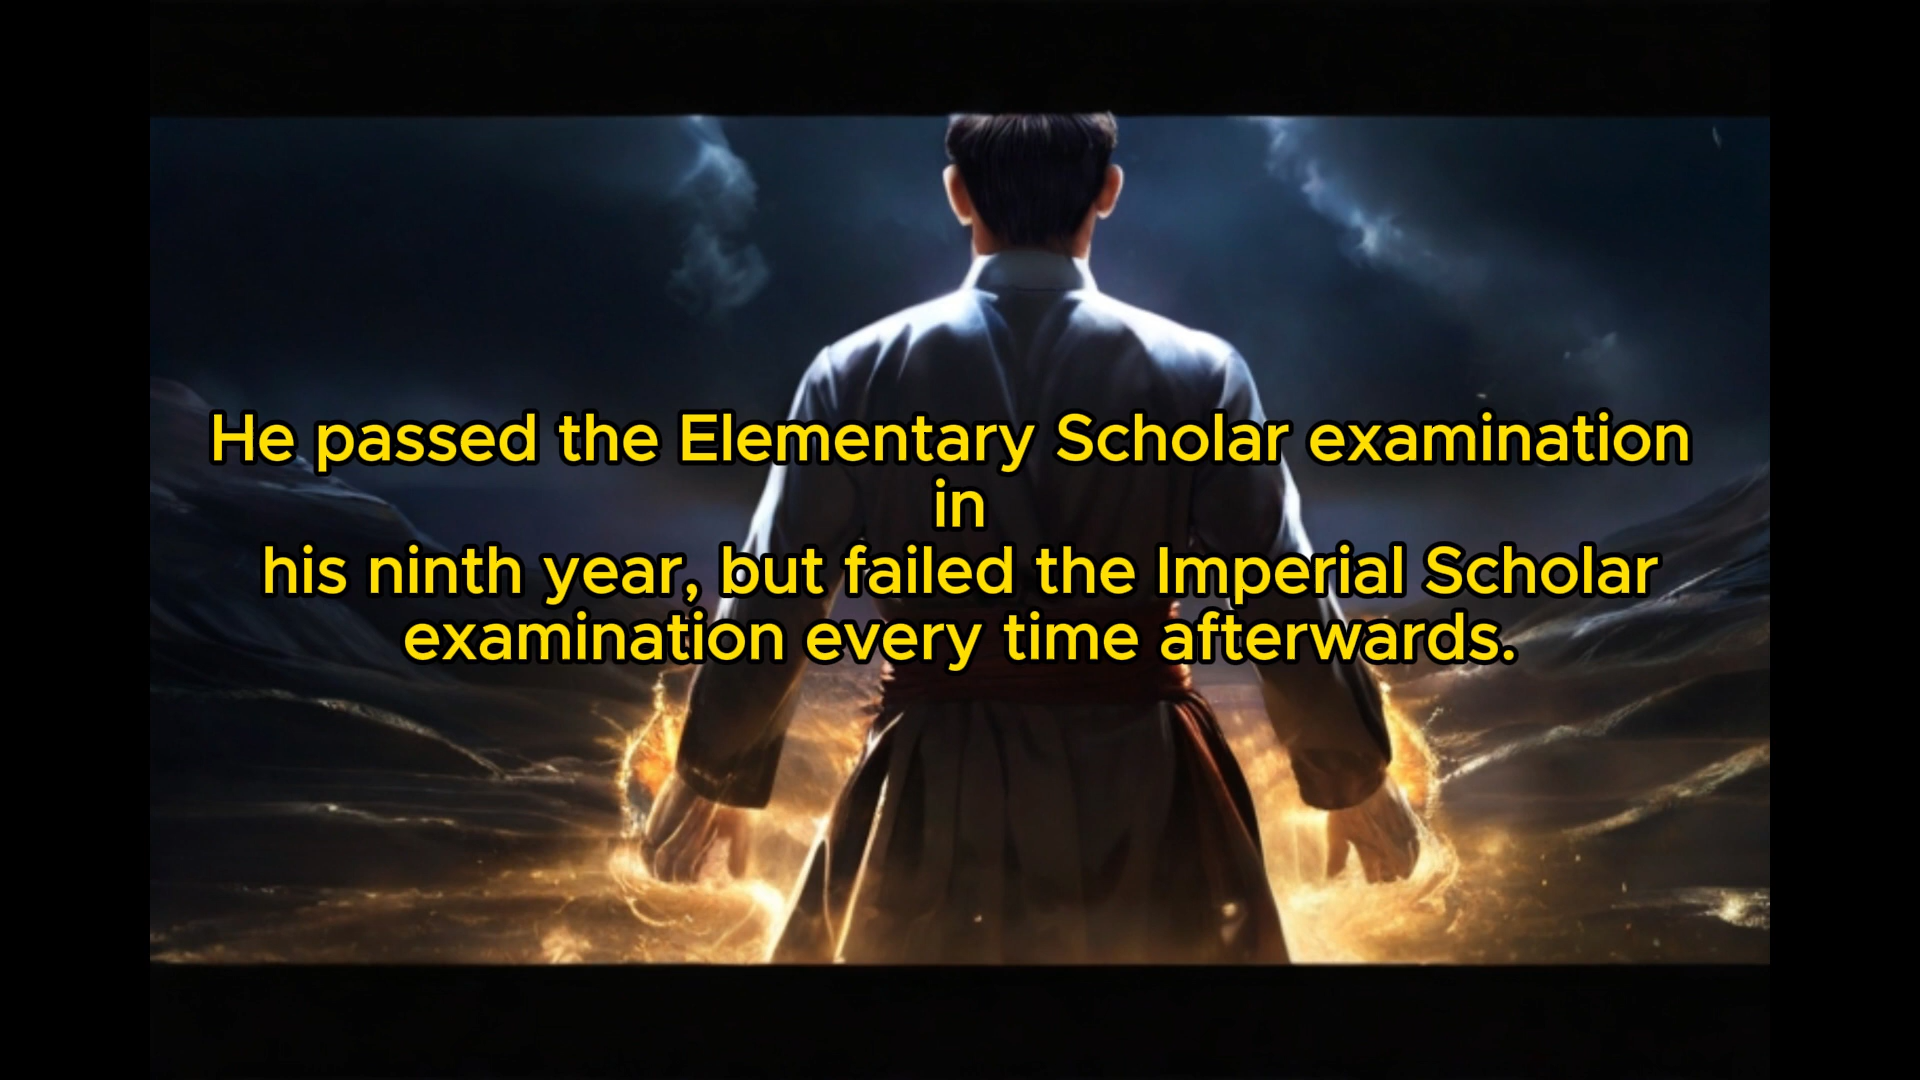 He passed the Elementary Scholar examination
in
his ninth year, but failed the Imperial Scholar
examination every time afterwards.